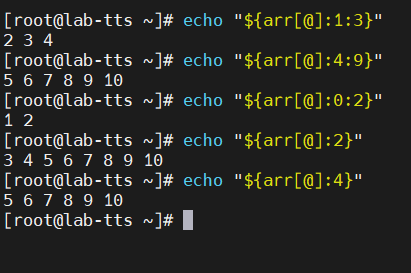 [root@lab-tts ~]# echo "${arr[@]:1:3}"
2 3 4
[root@lab-tts ~]# echo "${arr[@]:4:9}"
5 6 7 8 9 10
[root@lab-tts ~]# echo "${arr[@]:0:2}"
1 2
[root@lab-tts ~]# echo "${arr[@]:2}"
3 4 5 6 7 8 9 10
[root@lab-tts ~]# echo "${arr[@]:4}"
5 6 7 8 9 10
[root@lab-tts ~]#